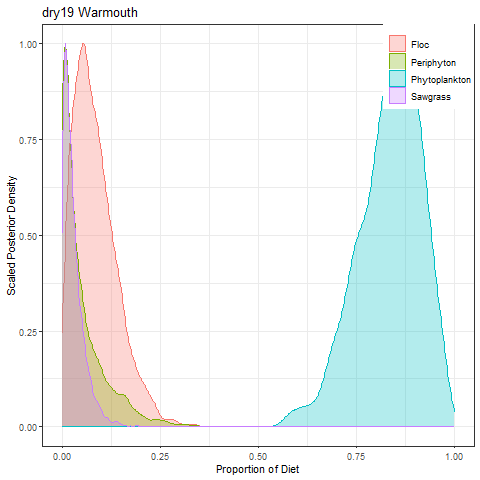 dry19 Warmouth
Floc
Periphyton
Phytoplankton
Sawgrass
Scaled Posterior Density
1.00
0.75
0.50
0.25
0.00
0.00 0.25 0.50 0.75 1.00
Proportion of Diet